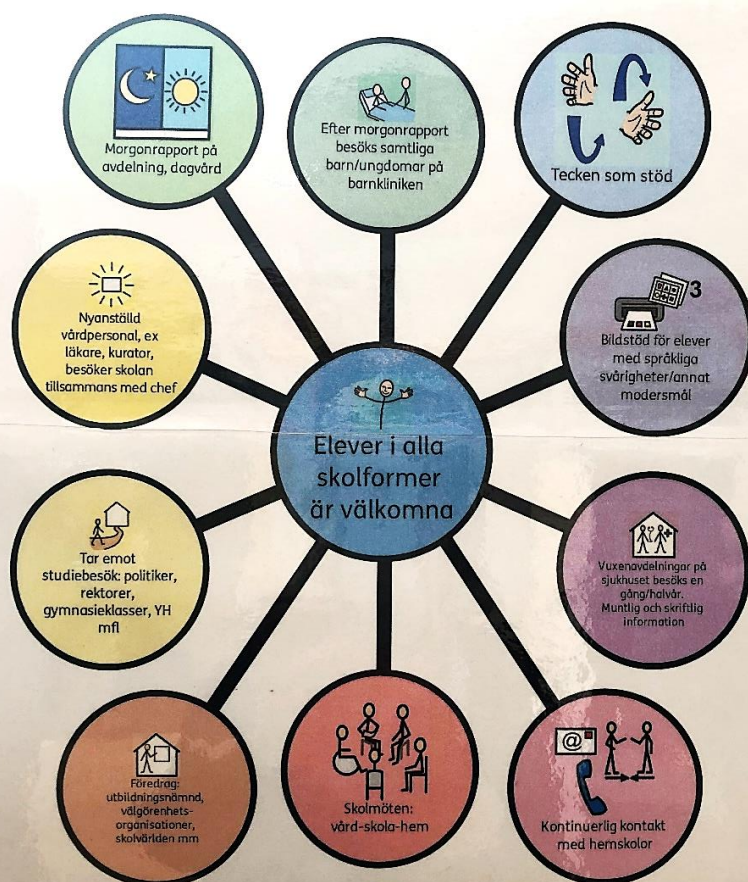 Morgonrapport på
avdelning, dagvård
Efter morgonrapport
besöks samtliga
barn/ungdomar på
barnkliniken
Tecken som stöd
Nyanställd
vårdpersonal, ex
läkare, kurator,
besöker skolan
tillsammans med chef
3
Bildstöd för elever
med språkliga
svårigheter/annat
modersmål
Elever i alla
skolformer
är välkomna
Tar emot
studiebesök: politiker,
rektorer,
gymnasieklasser, YH
mfl
Vuxenavdelningar på
sjukhuset besöks en
gång/halvår.
Muntlig och skriftlig
information
Föredrag:
utbildningsnämnd,
välgörenhets-
organisationer,
skolvärlden mm
Skolmöten:
vård-skola-hem
@
Kontinuerlig kontakt
med hemskolor